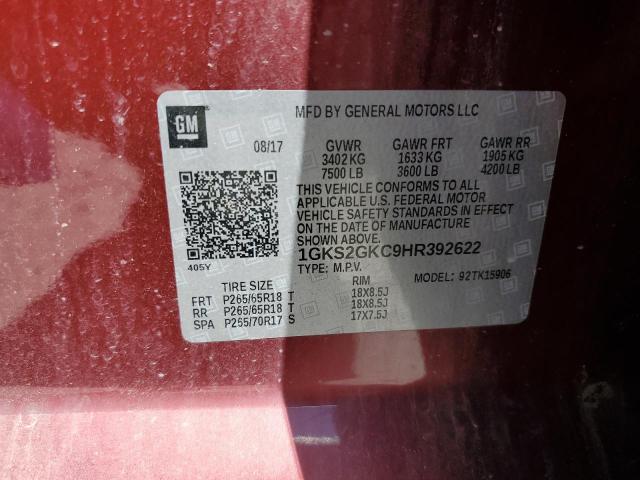 GM
MFD BY GENERAL MOTORS LLC
08/17 GVWR GAWR FRT GAWR RR
3402 KG 1633 KG 1905 KG
7500 LB 3600 LB 4200 LB
THIS VEHICLE CONFORMS TO ALL
APPLICABLE U.S. FEDERAL MOTOR
VEHICLE SAFETY STANDARDS IN EFFECT
ON THE DATE OF MANUFACTURE
SHOWN ABOVE.
1GKS2GKC9HR392622
405Y
TYPE: M.P.V. MODEL: 92TK15906
TIRE SIZE RIM
FRT P265/65R18 T 18X8.5J
RR P265/65R18 T 18X8.5J
SPA P265/70R17 S 17X7.5J